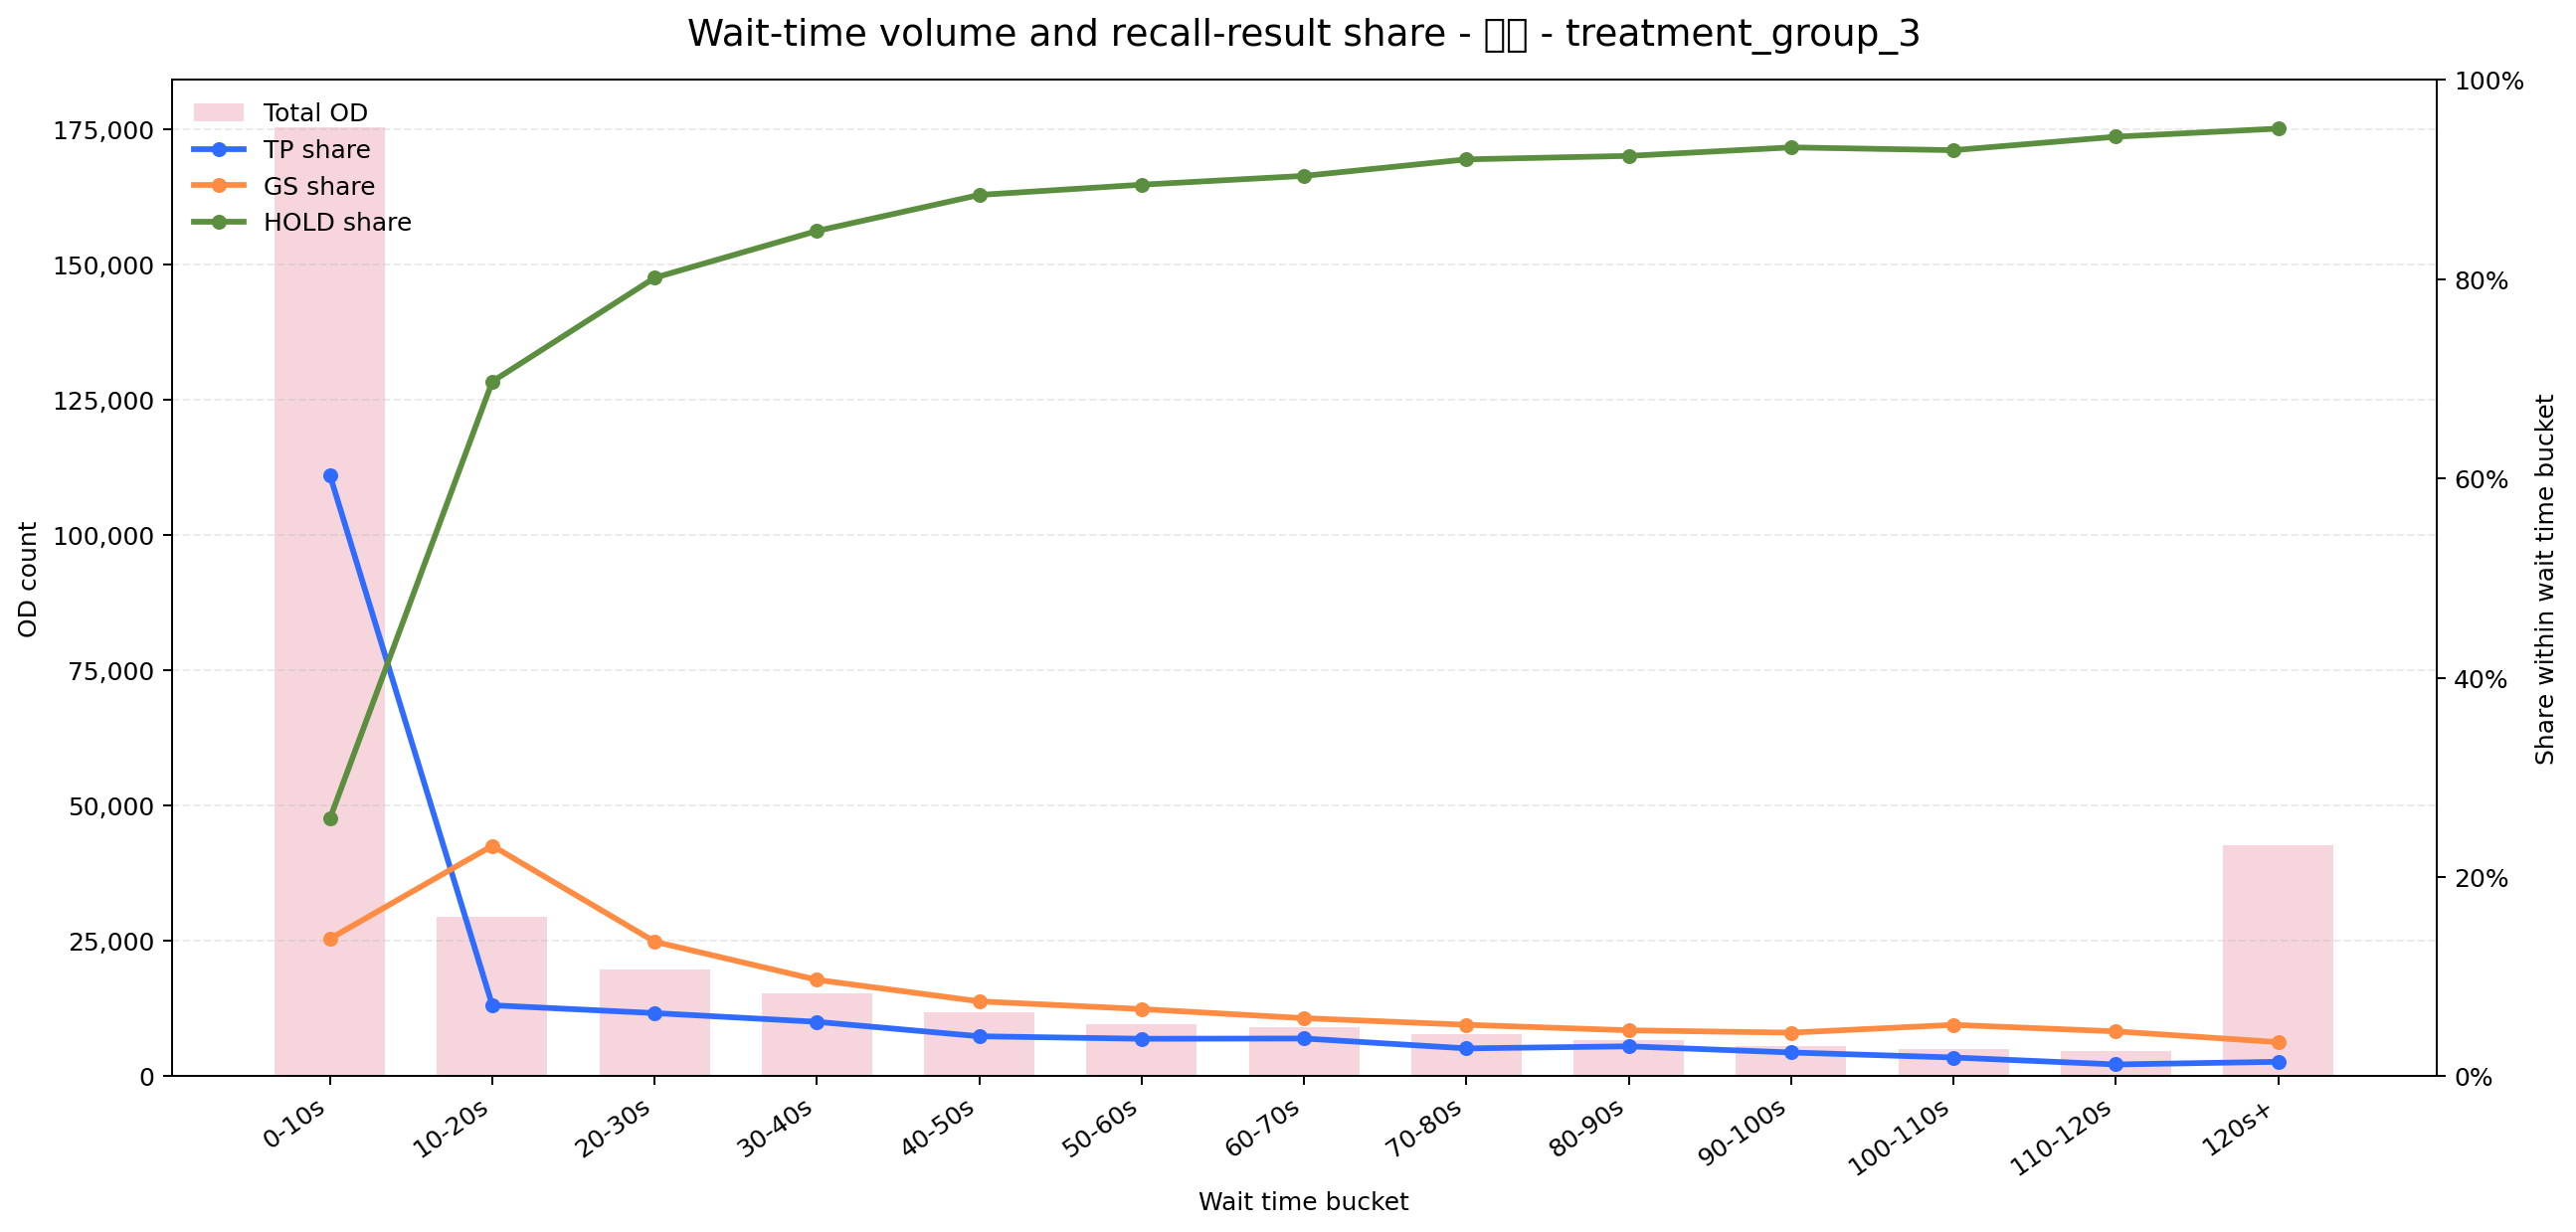 Wait-time volume and recall-result share - - treatment_group_3
Total OD
TP share
GS share
HOLD share
175,000
150,000
125,000
100,000
75,000
50,000
25,000
0
OD count
100%
80%
60%
40%
20%
0%
Share within wait time bucket
0-10s
10-20s
20-30s
30-40s
40-50s
50-60s
60-70s
70-80s
80-90s
90-100s
100-110s
110-120s
120s+
Wait time bucket